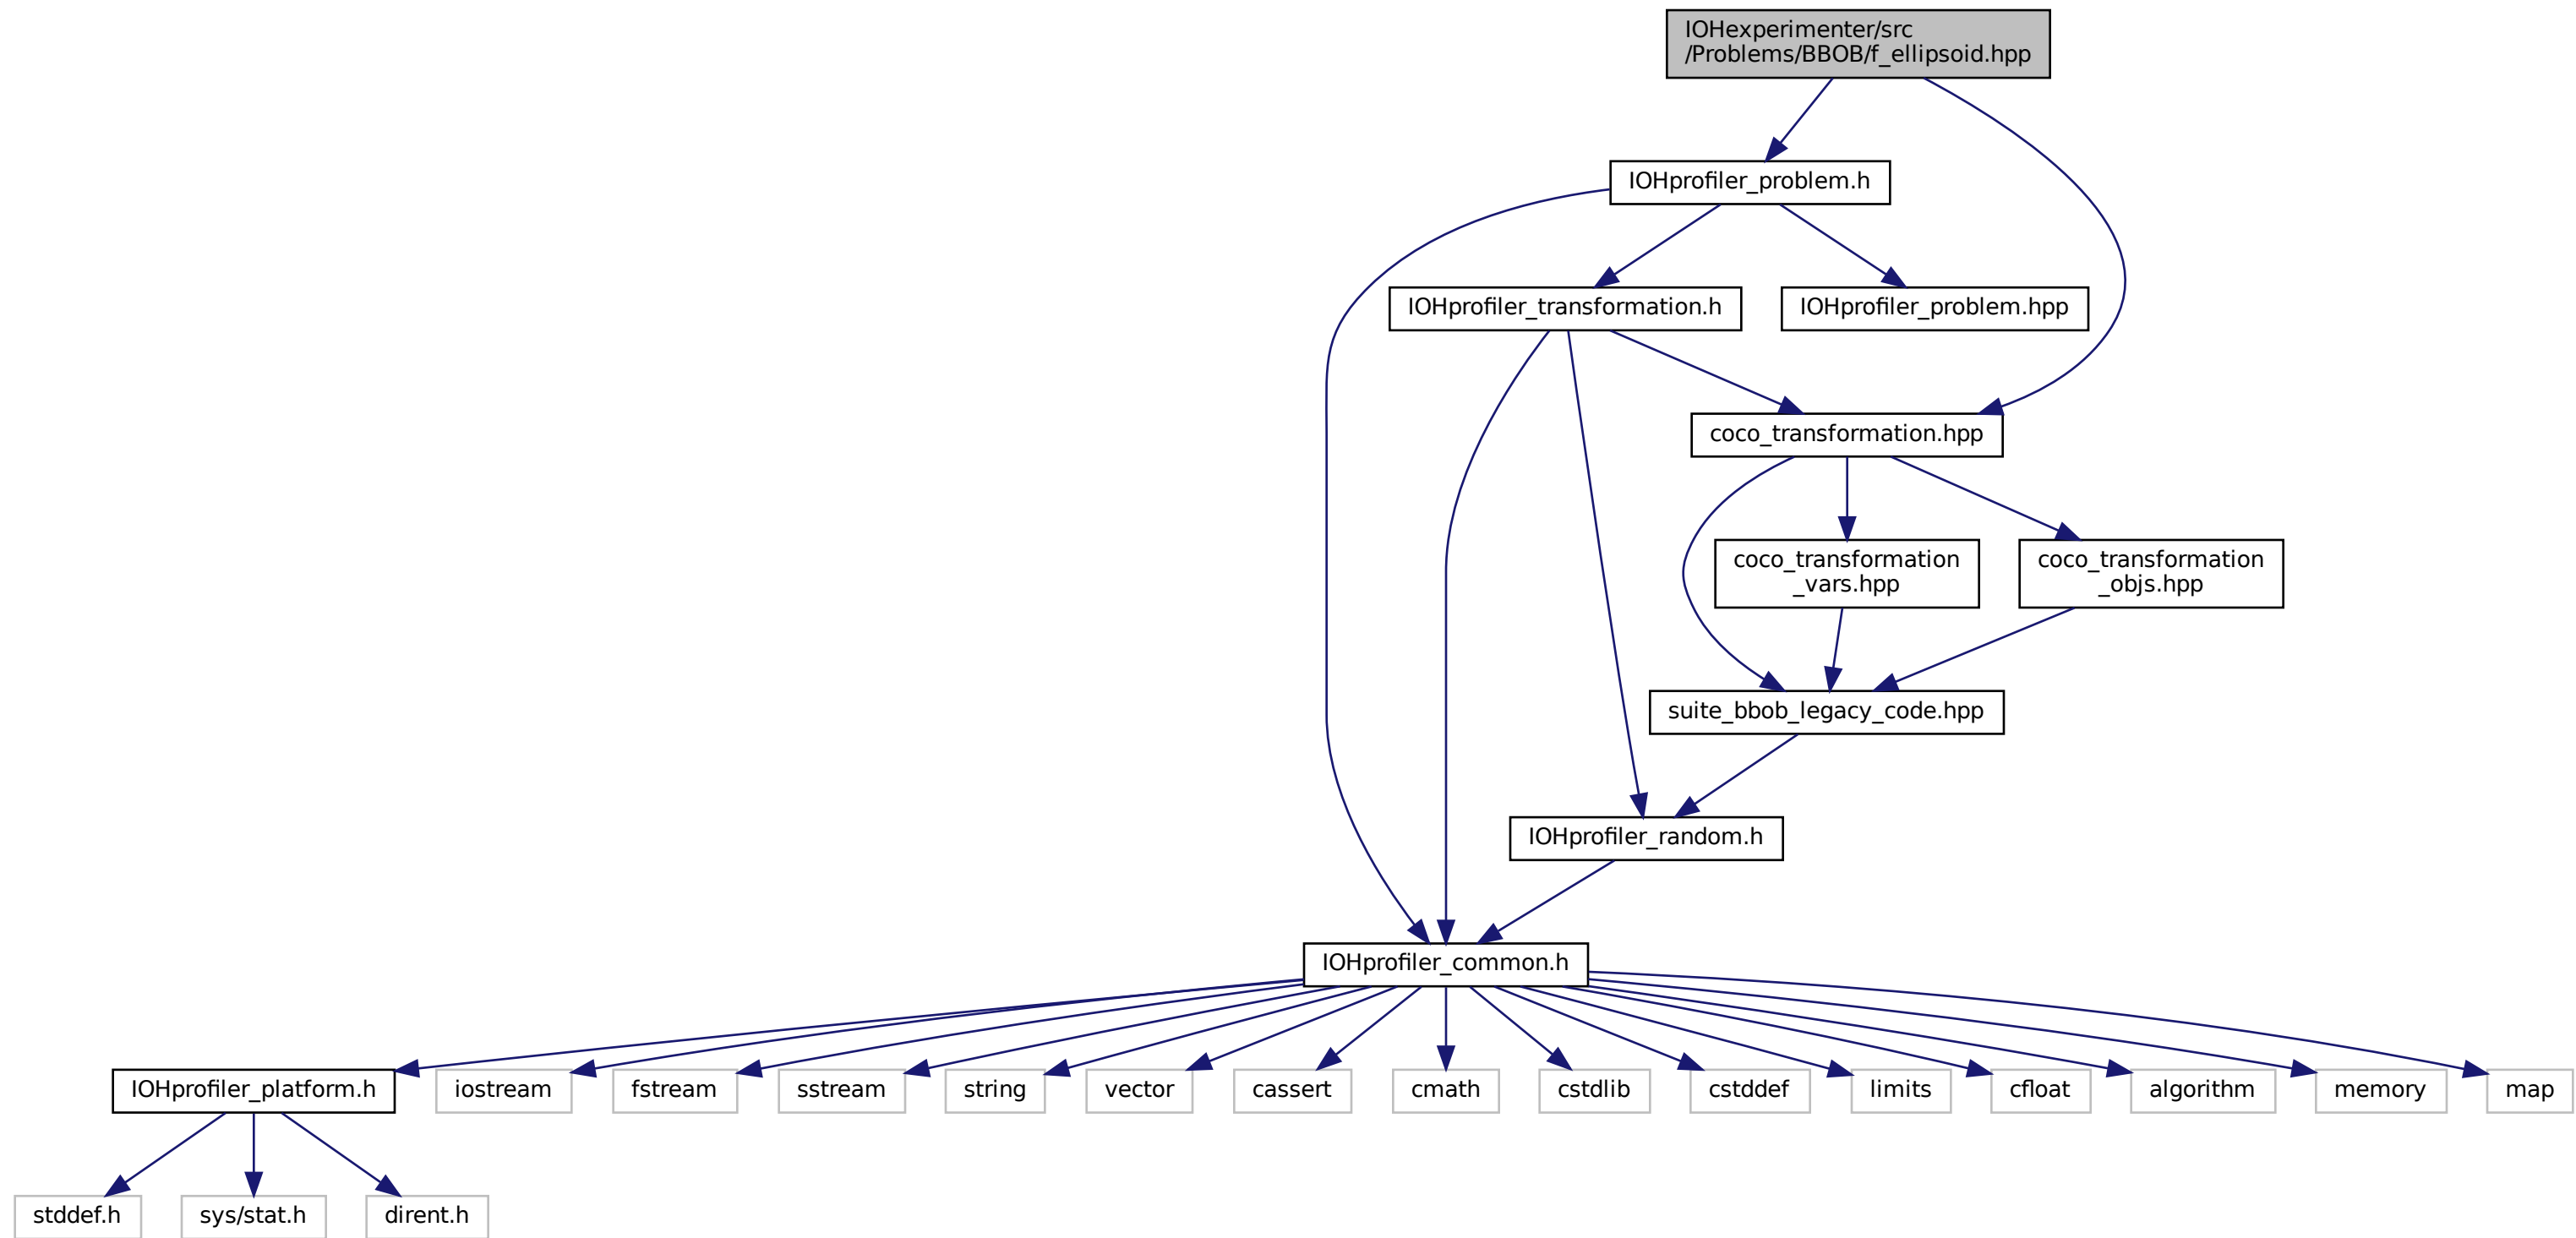 IOHexperimenter/src
/Problems/BBOB/f_ellipsoid.hpp
IOHprofiler_problem.h
IOHprofiler_transformation.h
IOHprofiler_problem.hpp
coco_transformation.hpp
coco_transformation
_vars.hpp
coco_transformation
_objs.hpp
suite_bbob_legacy_code.hpp
IOHprofiler_random.h
IOHprofiler_common.h
IOHprofiler_platform.h
iostream
fstream
sstream
string
vector
cassert
cmath
cstdlib
cstddef
limits
cfloat
algorithm
memory
map
stddef.h
sys/stat.h
dirent.h